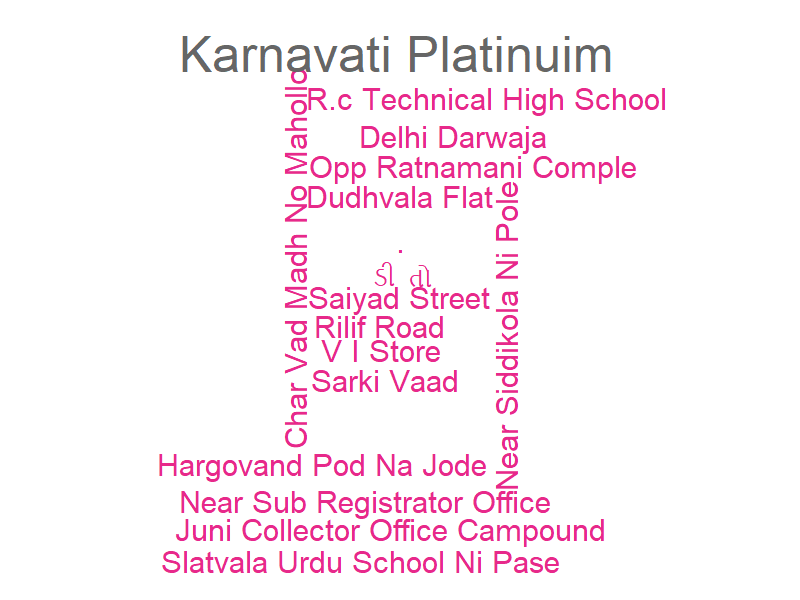 Karnavati Platinuim
Char Vad Madh No Mahollo
R.c Technical High School
Delhi Darwaja
Opp Ratnamani Comple
Dudhvala Flat
Near Siddikola Ni Pole
.
ડી તો
Saiyad Street
Rilif Road
V I Store
Sarki Vaad
Hargovand Pod Na Jode
Near Sub Registrator Office
Juni Collector Office Campound
Slatvala Urdu School Ni Pase